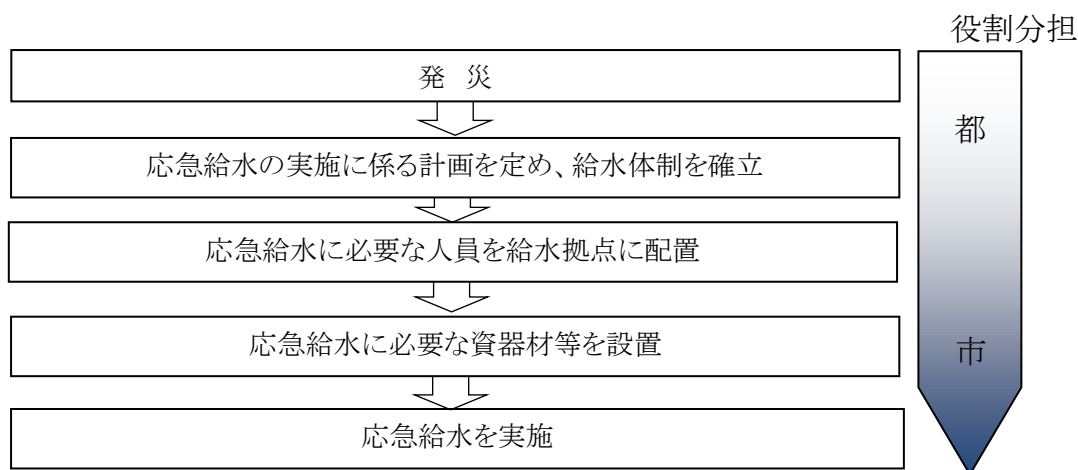 役割分担
発 災
都
応急給水の実施に係る計画を定め、給水体制を確立
応急給水に必要な人員を給水拠点に配置
応急給水に必要な資器材等を設置
市
応急給水を実施